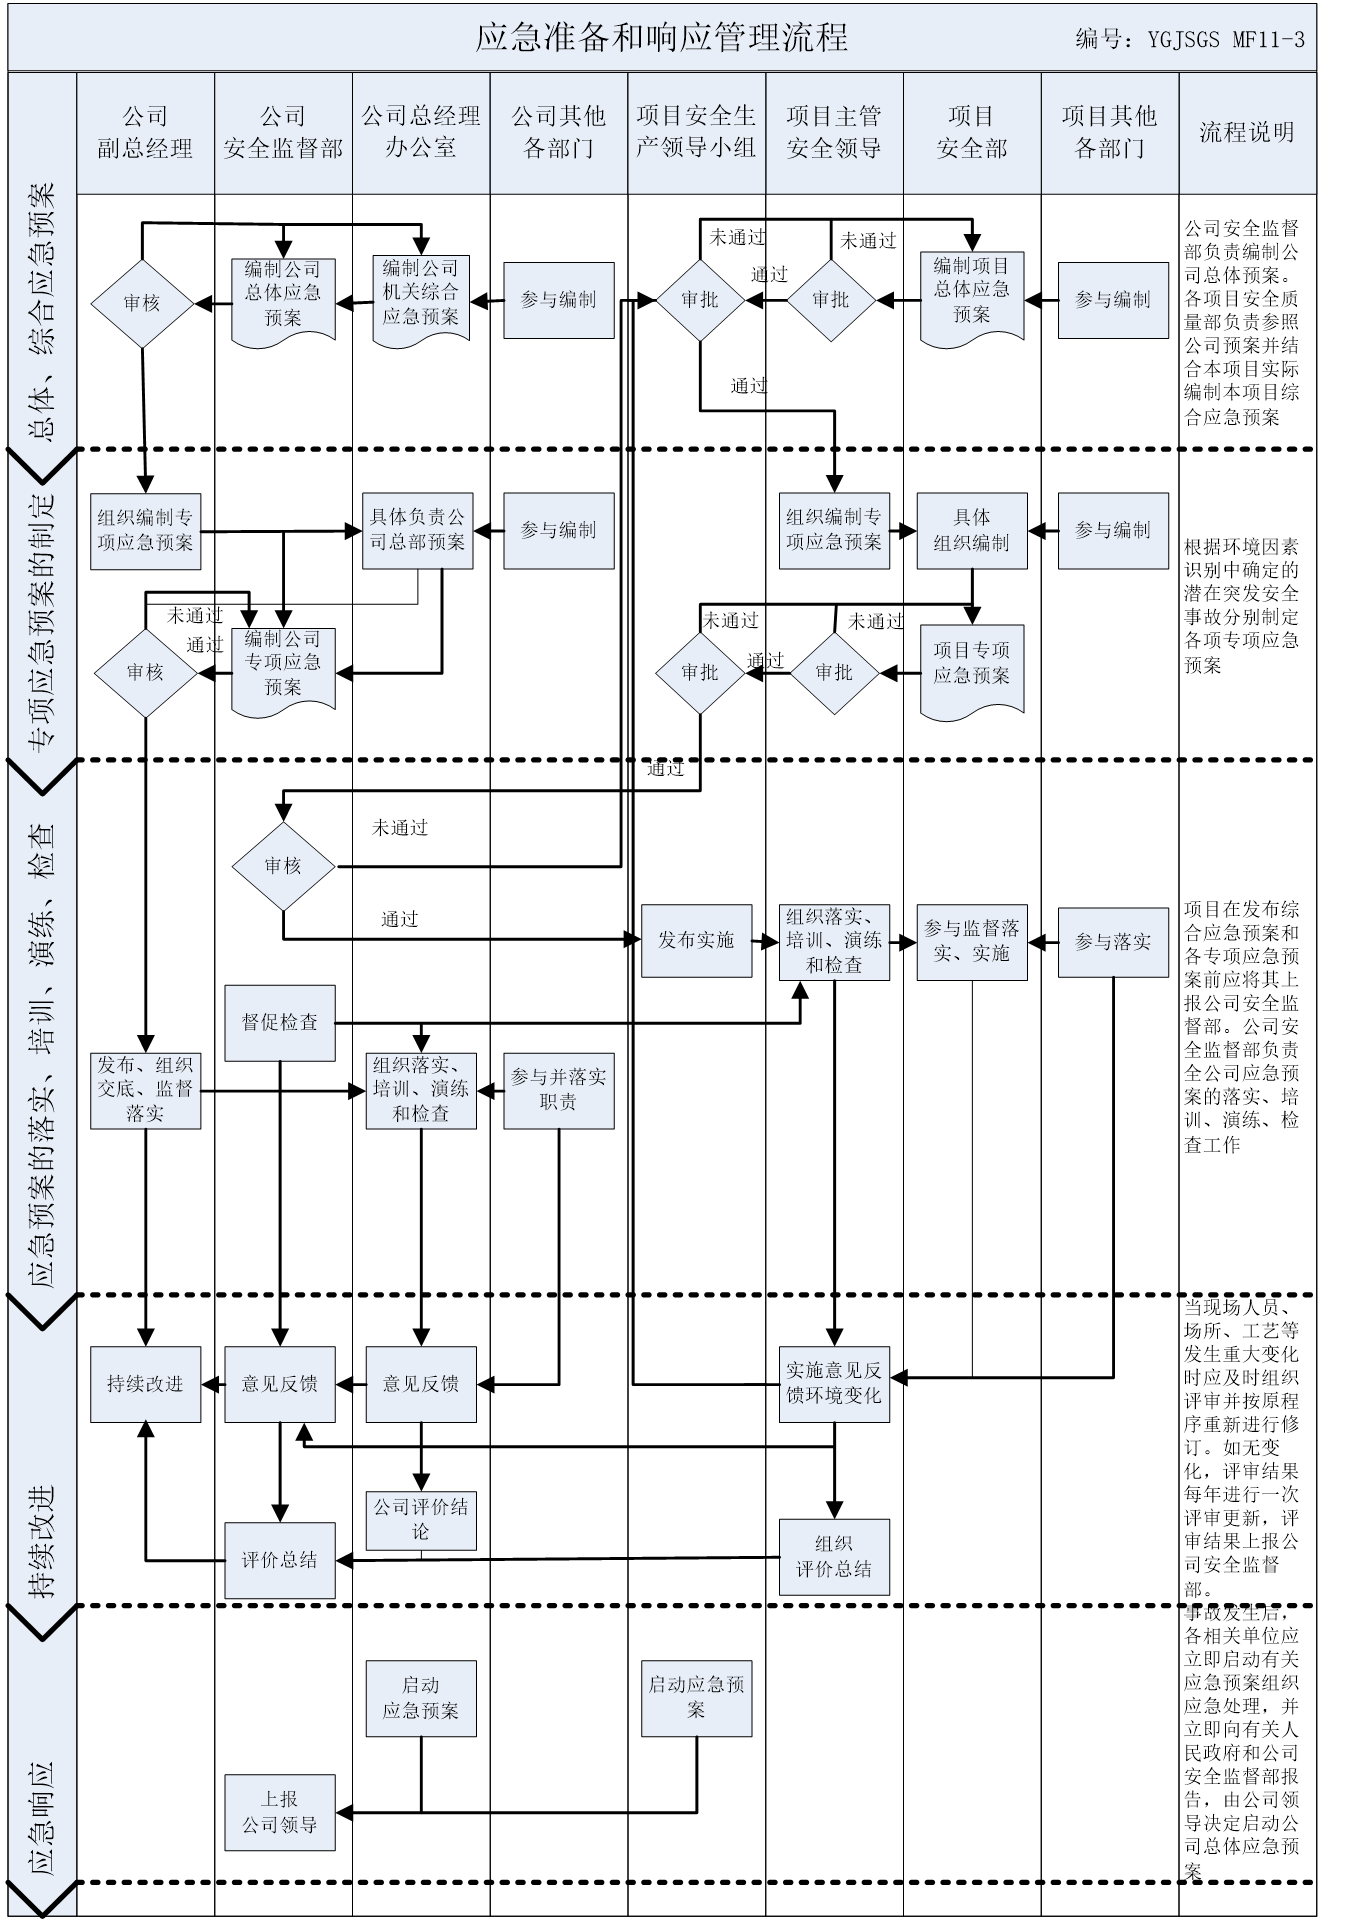 应急准备和响应管理流程
编号：YGJSGS MF11-3
公司
副总经理
公司
安全监督部
公司总经理
办公室
公司其他
各部门
项目安全生
产领导小组
项目主管
安全领导
项目
安全部
项目其他
各部门
流程说明
总体、综合应急预案
审核
编制公司
总体应急
预案
编制公司
机关综合
应急预案
参与编制
未通过
审批
通过
未通过
审批
编制项目
总体应急
预案
参与编制
通过
公司安全监督
部负责编制公
司总体预案。
各项目安全质
量部负责参照
公司预案并结
合本项目实际
编制本项目综
合应急预案
专项应急预案的制定
组织编制专
项应急预案
具体负责公
司总部预案
参与编制
组织编制专
项应急预案
具体
组织编制
参与编制
未通过
通过
审核
编制公司
专项应急
预案
未通过
审批
通过
未通过
审批
项目专项
应急预案
根据环境因素
识别中确定的
潜在突发安全
事故分别制定
各项专项应急
预案
应急预案的落实、培训、演练、检查
通过
未通过
审核
通过
发布实施
组织落实、
培训、演练
和检查
参与监督落
实、实施
参与落实
督促检查
发布、组织
交底、监督
落实
组织落实、
培训、演练
和检查
参与并落实
职责
项目在发布综
合应急预案和
各专项应急预
案前应将其上
报公司安全监
督部。公司安
全监督部负责
全公司应急预
案的落实、培
训、演练、检
查工作
持续改进
持续改进
意见反馈
意见反馈
实施意见反
馈环境变化
公司评价结
论
评价总结
组织
评价总结
当现场人员、
场所、工艺等
发生重大变化
时应及时组织
评审并按原程
序重新进行修
订。如无变
化，评审结果
每年进行一次
评审更新，评
审结果上报公
司安全监督
部。
应急响应
启动
应急预案
启动应急预
案
上报
公司领导
事故发生后，
各相关单位应
立即启动有关
应急预案组织
应急处理，并
立即向有关人
民政府和公司
安全监督部报
告，由公司领
导决定启动公
司总体应急预
案